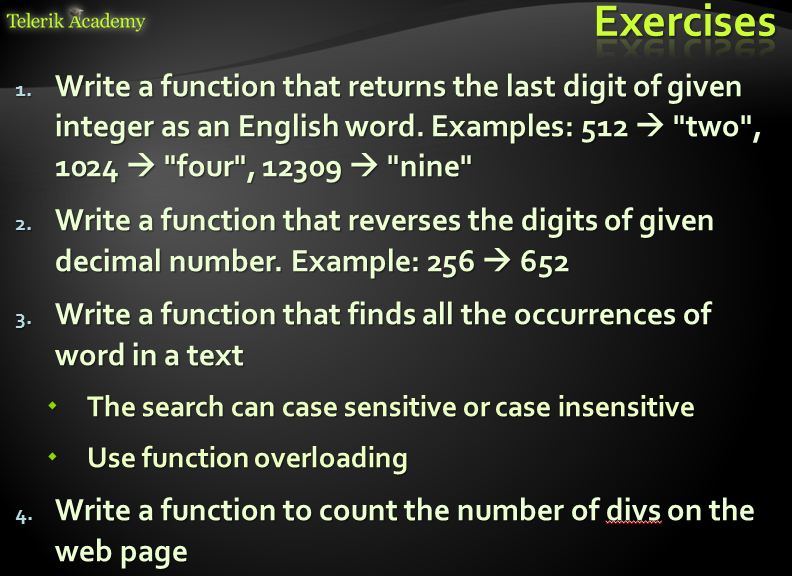 Telerik Academy
Exercises
1. Write a function that returns the last digit of given
integer as an English word. Examples: 512 → "two",
1024 → "four", 12309 → "nine"
2. Write a function that reverses the digits of given
decimal number. Example: 256 → 652
3. Write a function that finds all the occurrences of
word in a text
The search can case sensitive or case insensitive
Use function overloading
4. Write a function to count the number of divs on the
web page